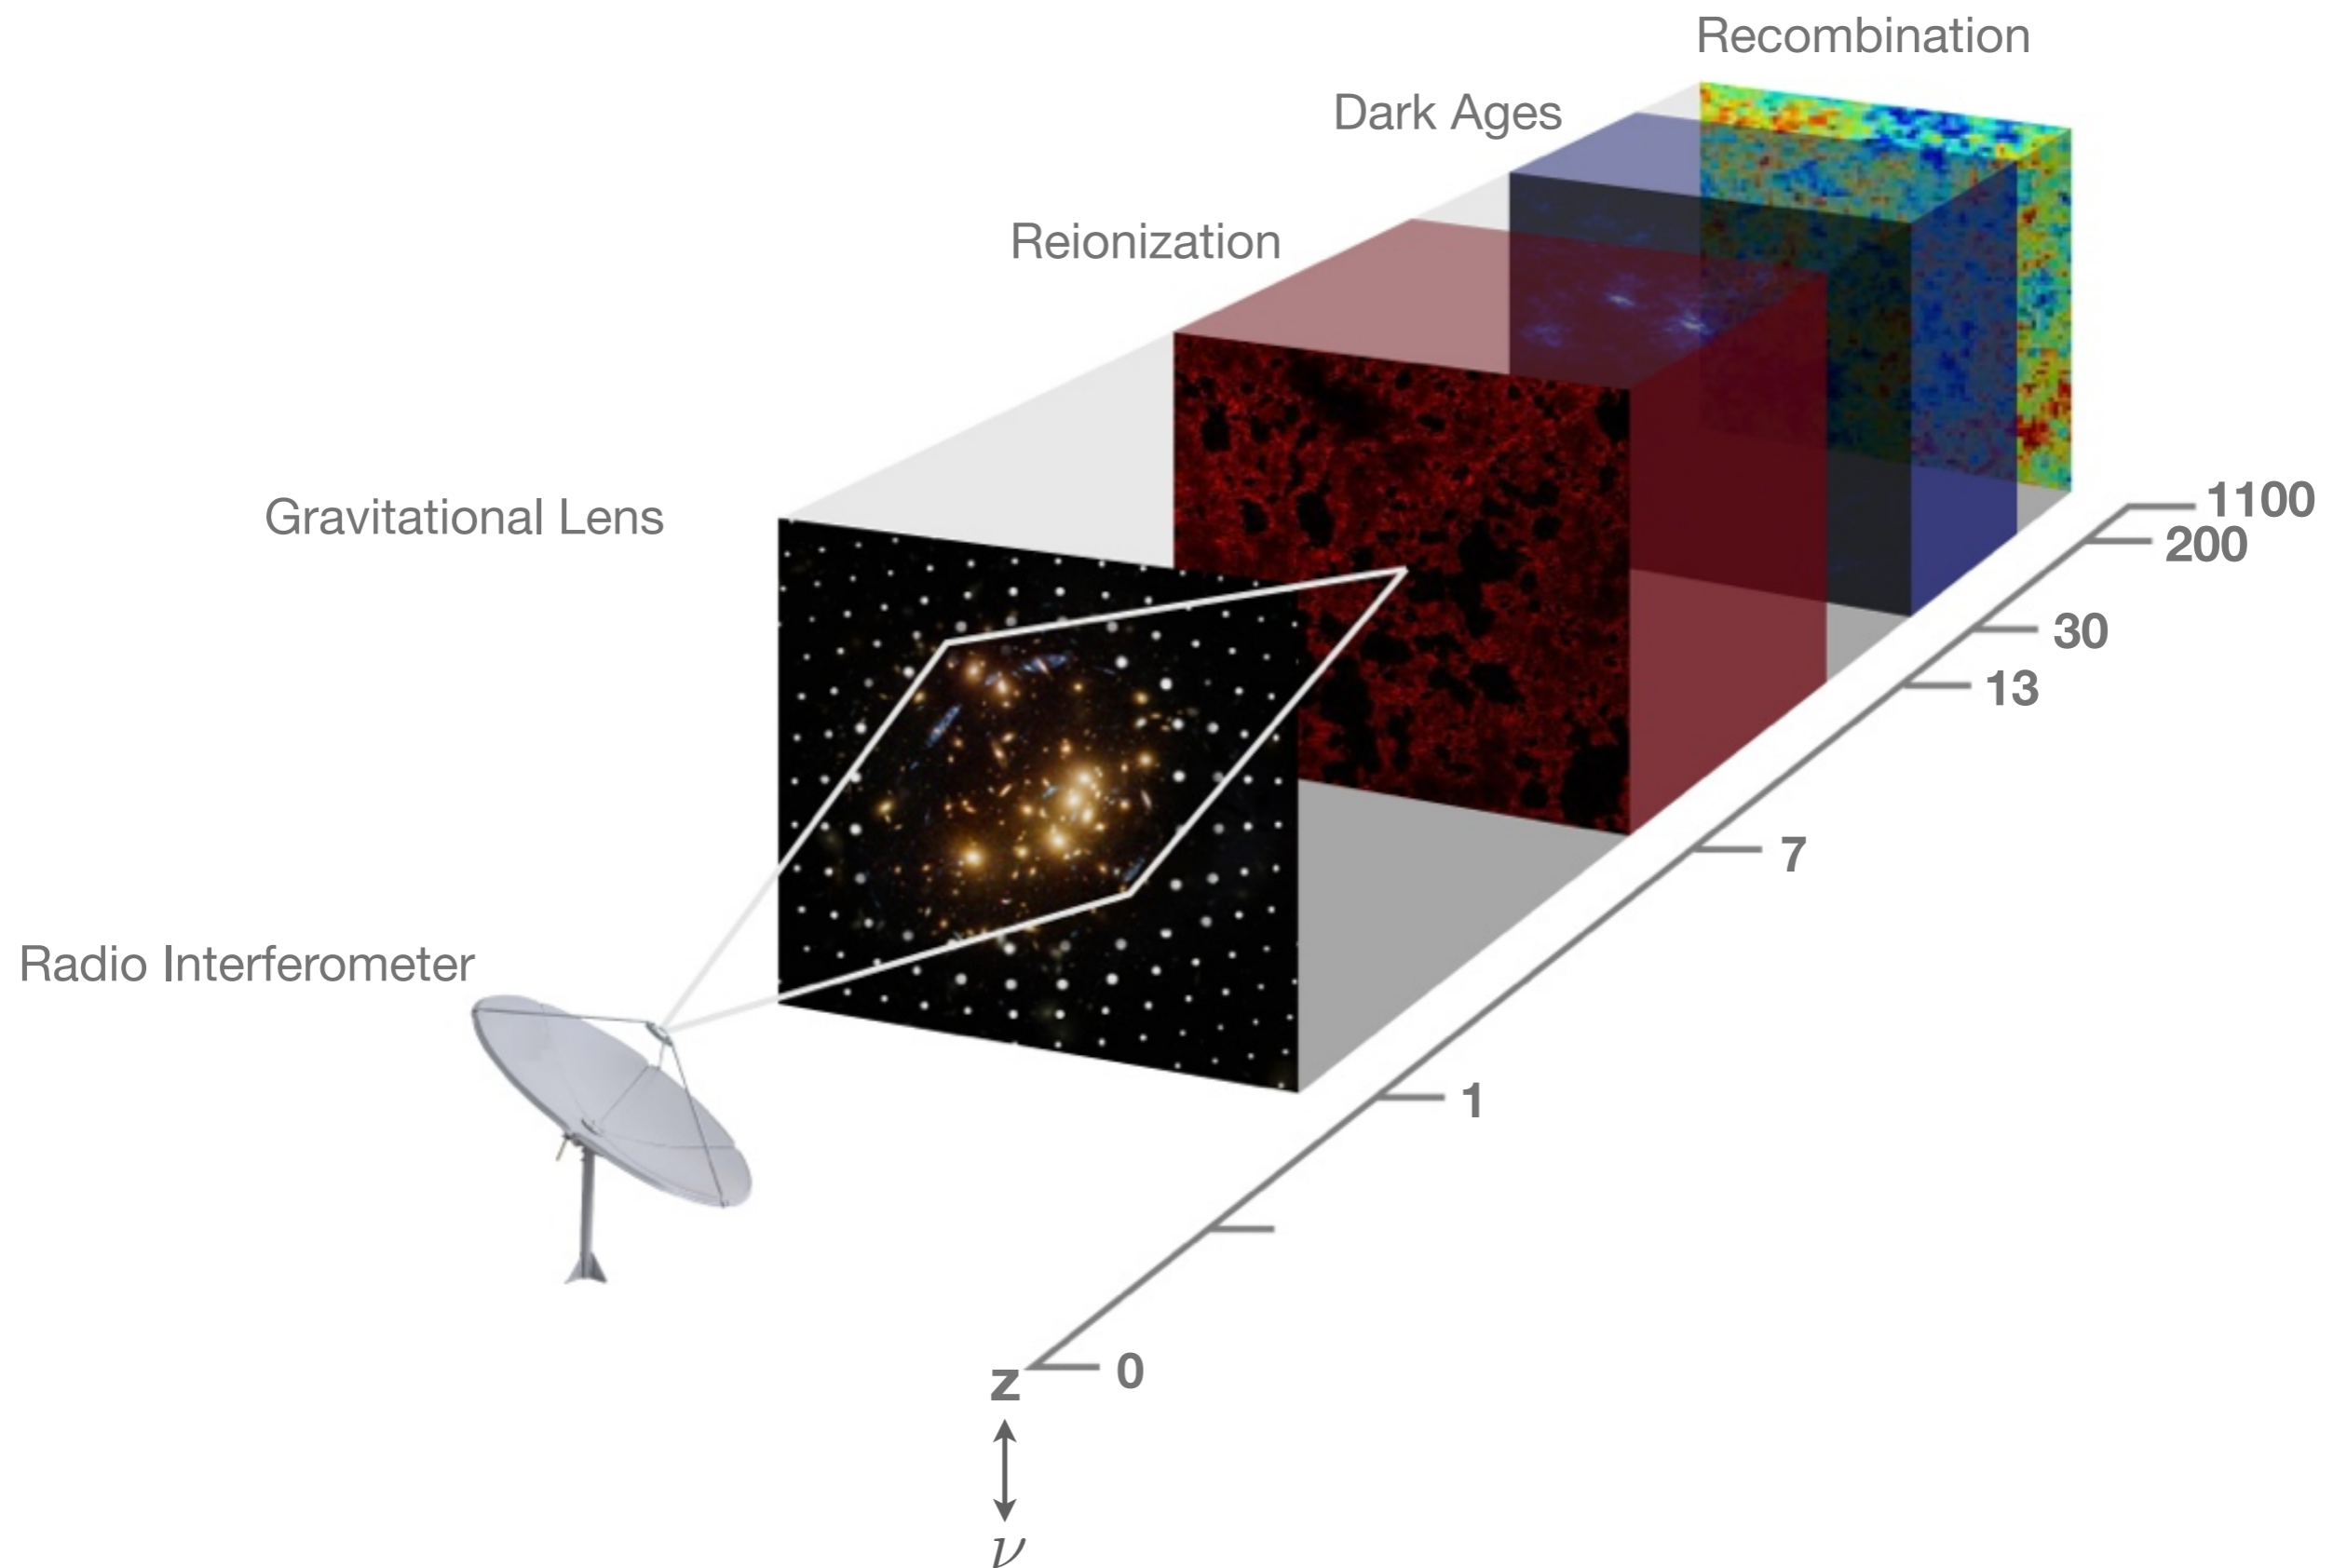 Recombination
Dark Ages
Reionization
Gravitational Lens
Radio Interferometer
1100
200
30
13
7
1
0
z
ν